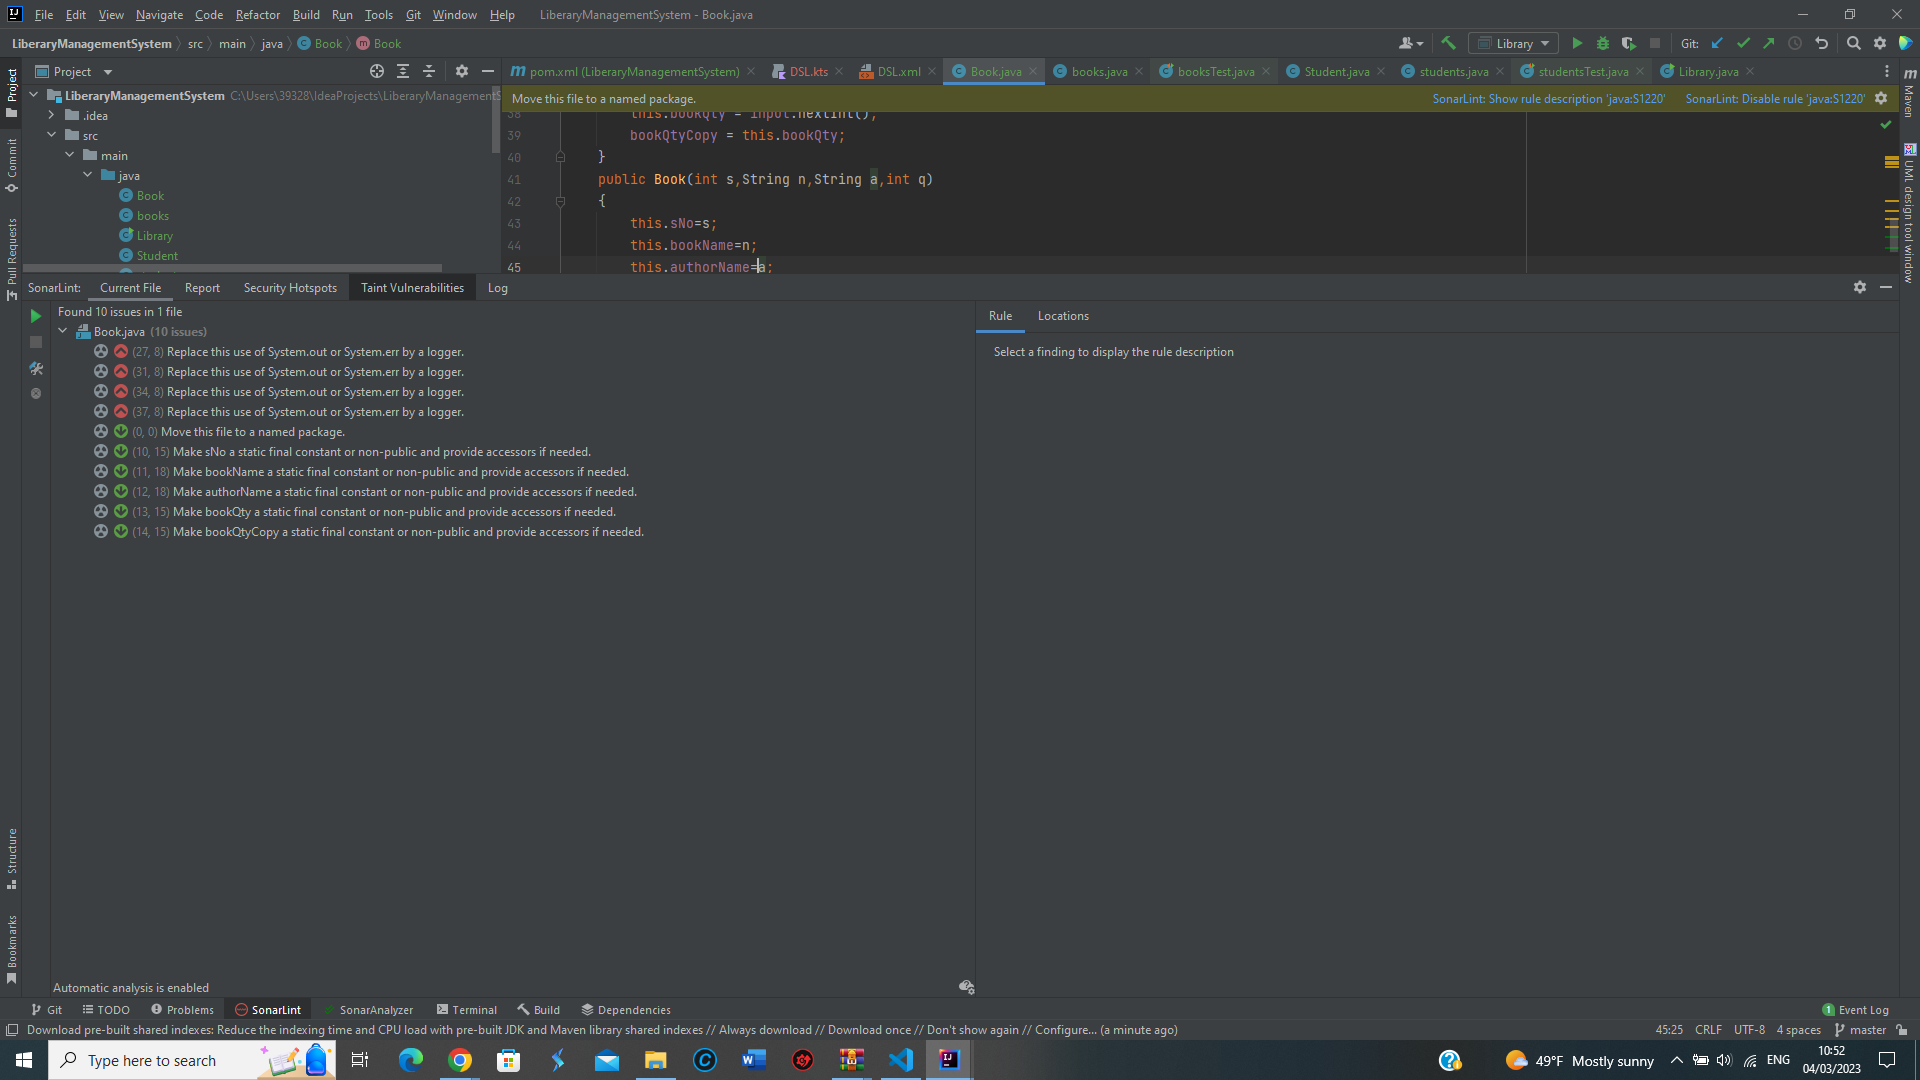 File Edit View Navigate Code Refactor Build Run Tools Git Window Help LiberaryManagementSystem - Book.java
LiberaryManagementSystem src main java Book Book
Library Git:
Project
pom.xml (LiberaryManagementSystem) DSL.kts DSL.xml Book.java books.java booksTest.java Student.java students.java studentsTest.java Library.java
Move this file to a named package. SonarLint: Show rule description 'java:S1220' SonarLint: Disable rule 'java:S1220'
LiberaryManagementSystem C:\Users\39328\IdeaProjects\LiberaryManagementS
.idea
src
main
java
Book
books
Library
Student
38 this.bookQty = input.nextInt();
39 bookQtyCopy = this.bookQty;
40 }
41 public Book(int s,String n,String a,int q)
42 {
43 this.sNo=s;
44 this.bookName=n;
45 this.authorName=a;
Project
Commit
Pull Requests
Structure
Bookmarks
Maven
UML design tool window
SonarLint: Current File Report Security Hotspots Taint Vulnerabilities Log
Found 10 issues in 1 file
Book.java (10 issues)
(27, 8) Replace this use of System.out or System.err by a logger.
(31, 8) Replace this use of System.out or System.err by a logger.
(34, 8) Replace this use of System.out or System.err by a logger.
(37, 8) Replace this use of System.out or System.err by a logger.
(0, 0) Move this file to a named package.
(10, 15) Make sNo a static final constant or non-public and provide accessors if needed.
(11, 18) Make bookName a static final constant or non-public and provide accessors if needed.
(12, 18) Make authorName a static final constant or non-public and provide accessors if needed.
(13, 15) Make bookQty a static final constant or non-public and provide accessors if needed.
(14, 15) Make bookQtyCopy a static final constant or non-public and provide accessors if needed.
Rule Locations
Select a finding to display the rule description
Automatic analysis is enabled
Git TODO Problems SonarLint SonarAnalyzer Terminal Build Dependencies 1 Event Log
Download pre-built shared indexes: Reduce the indexing time and CPU load with pre-built JDK and Maven library shared indexes // Always download // Download once // Don't show again // Configure... (a minute ago) 45:25 CRLF UTF-8 4 spaces master
Type here to search
49°F Mostly sunny ENG
10:52
04/03/2023